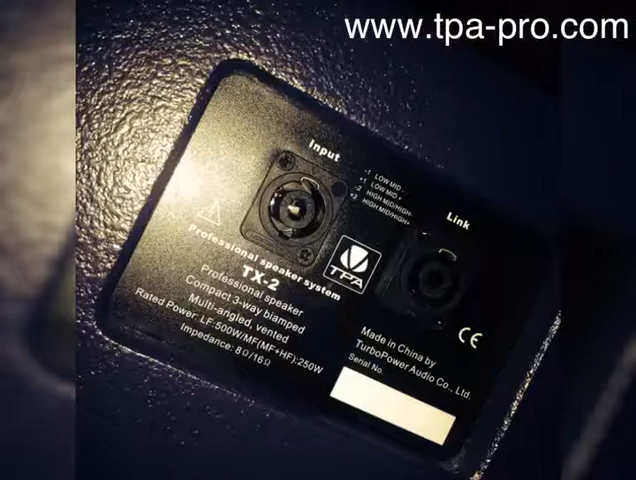 www.tpa-pro.com
Input
-1 LOW MID -
+1 LOW MID +
-2 HIGH MID/HIGH-
+2 HIGH MID/HIGH+
Link
Professional speaker system
TPA
TX-2
Professional speaker
Compact 3-way biamped
Multi-angled, vented
Rated Power: LF:500W/MF(MF+HF):250W
Impedance: 8Ω/16Ω
CE
Made in China by
TurboPower Audio Co., Ltd.
Serial No.